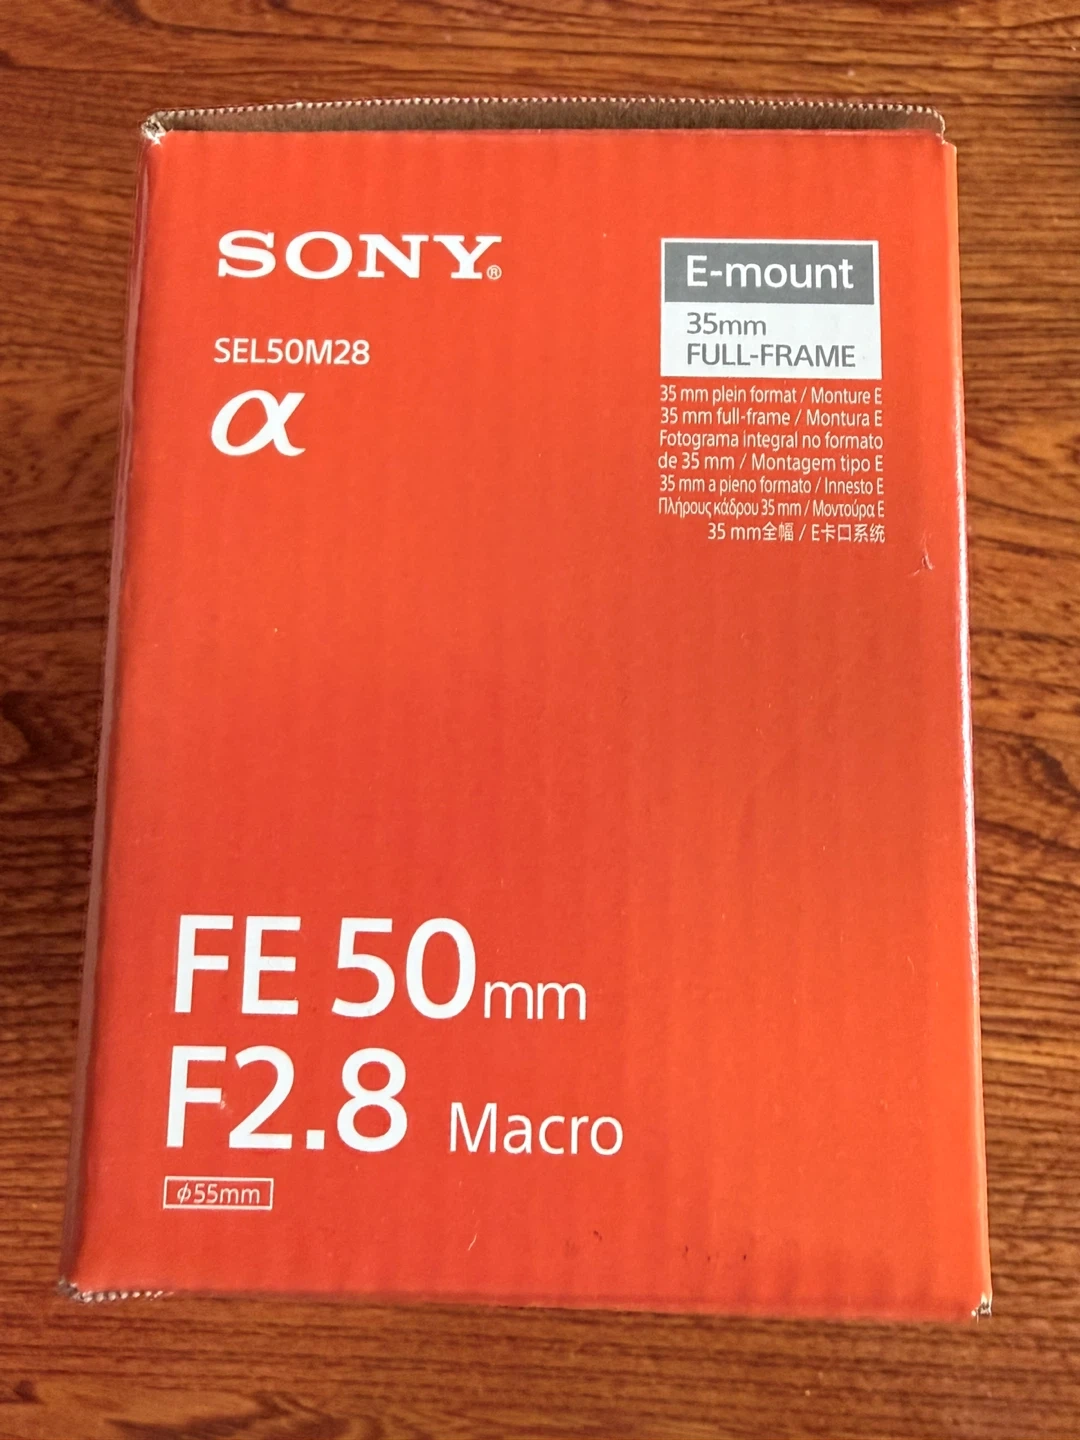 SONY®
SEL50M28
α
E-mount
35mm
FULL-FRAME
35 mm plein format / Monture E
35 mm full-frame / Montura E
Fotograma integral no formato
de 35 mm / Montagem tipo E
35 mm a pieno formato / Innesto E
Πλήρους κάδρου 35 mm / Μοντούρα E
35 mm全幅 / E卡口系统
FE 50mm
F2.8 Macro
ϕ55mm